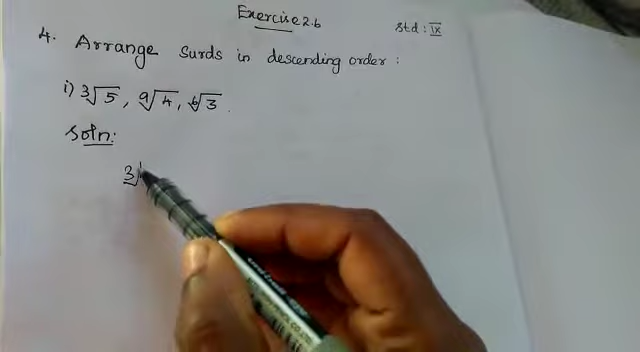 Exercise 2.6
Std : IX
4. Arrange Surds in descending order :
i) ∛5, ⁹√4, ⁶√3.
Soln:
3√